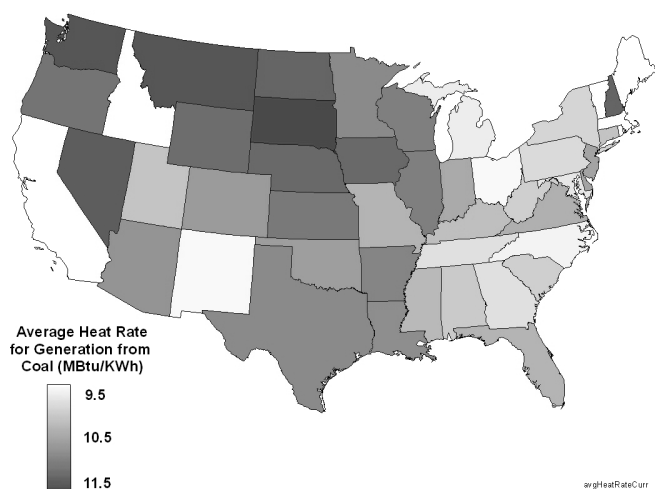 Average Heat Rate
for Generation from
Coal (MBtu/KWh)
9.5
10.5
11.5
avgHeatRateCurr